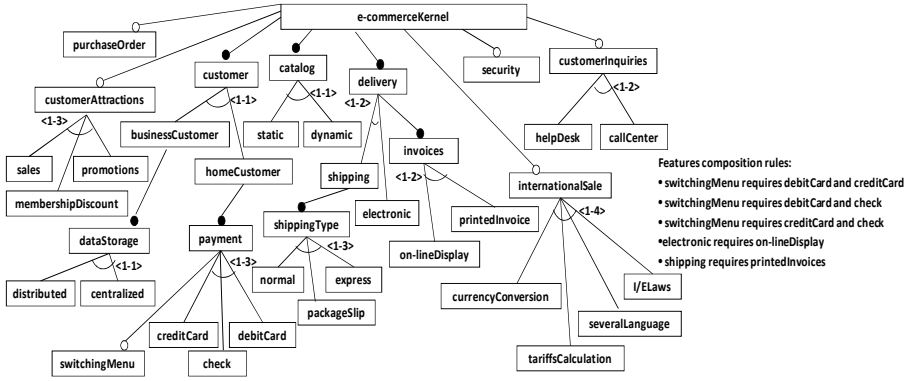 e-commerceKernel
purchaseOrder
customer
catalog
delivery
security
customerInquiries
customerAttractions
<1-1>
<1-1>
<1-2>
<1-2>
<1-3>
businessCustomer
static
dynamic
helpDesk
callCenter
invoices
sales
promotions
homeCustomer
shipping
<1-2>
internationalSale
membershipDiscount
electronic
printedInvoice
<1-4>
dataStorage
payment
shippingType
<1-1>
<1-3>
<1-3>
on-lineDisplay
distributed
centralized
normal
express
currencyConversion
I/ELaws
packageSlip
severalLanguage
creditCard
debitCard
switchingMenu
check
tariffsCalculation
Features composition rules:
• switchingMenu requires debitCard and creditCard
• switchingMenu requires debitCard and check
• switchingMenu requires creditCard and check
•electronic requires on-lineDisplay
• shipping requires printedInvoices